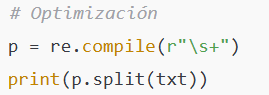 # Optimización
p = re.compile(r"\s+")
print(p.split(txt))